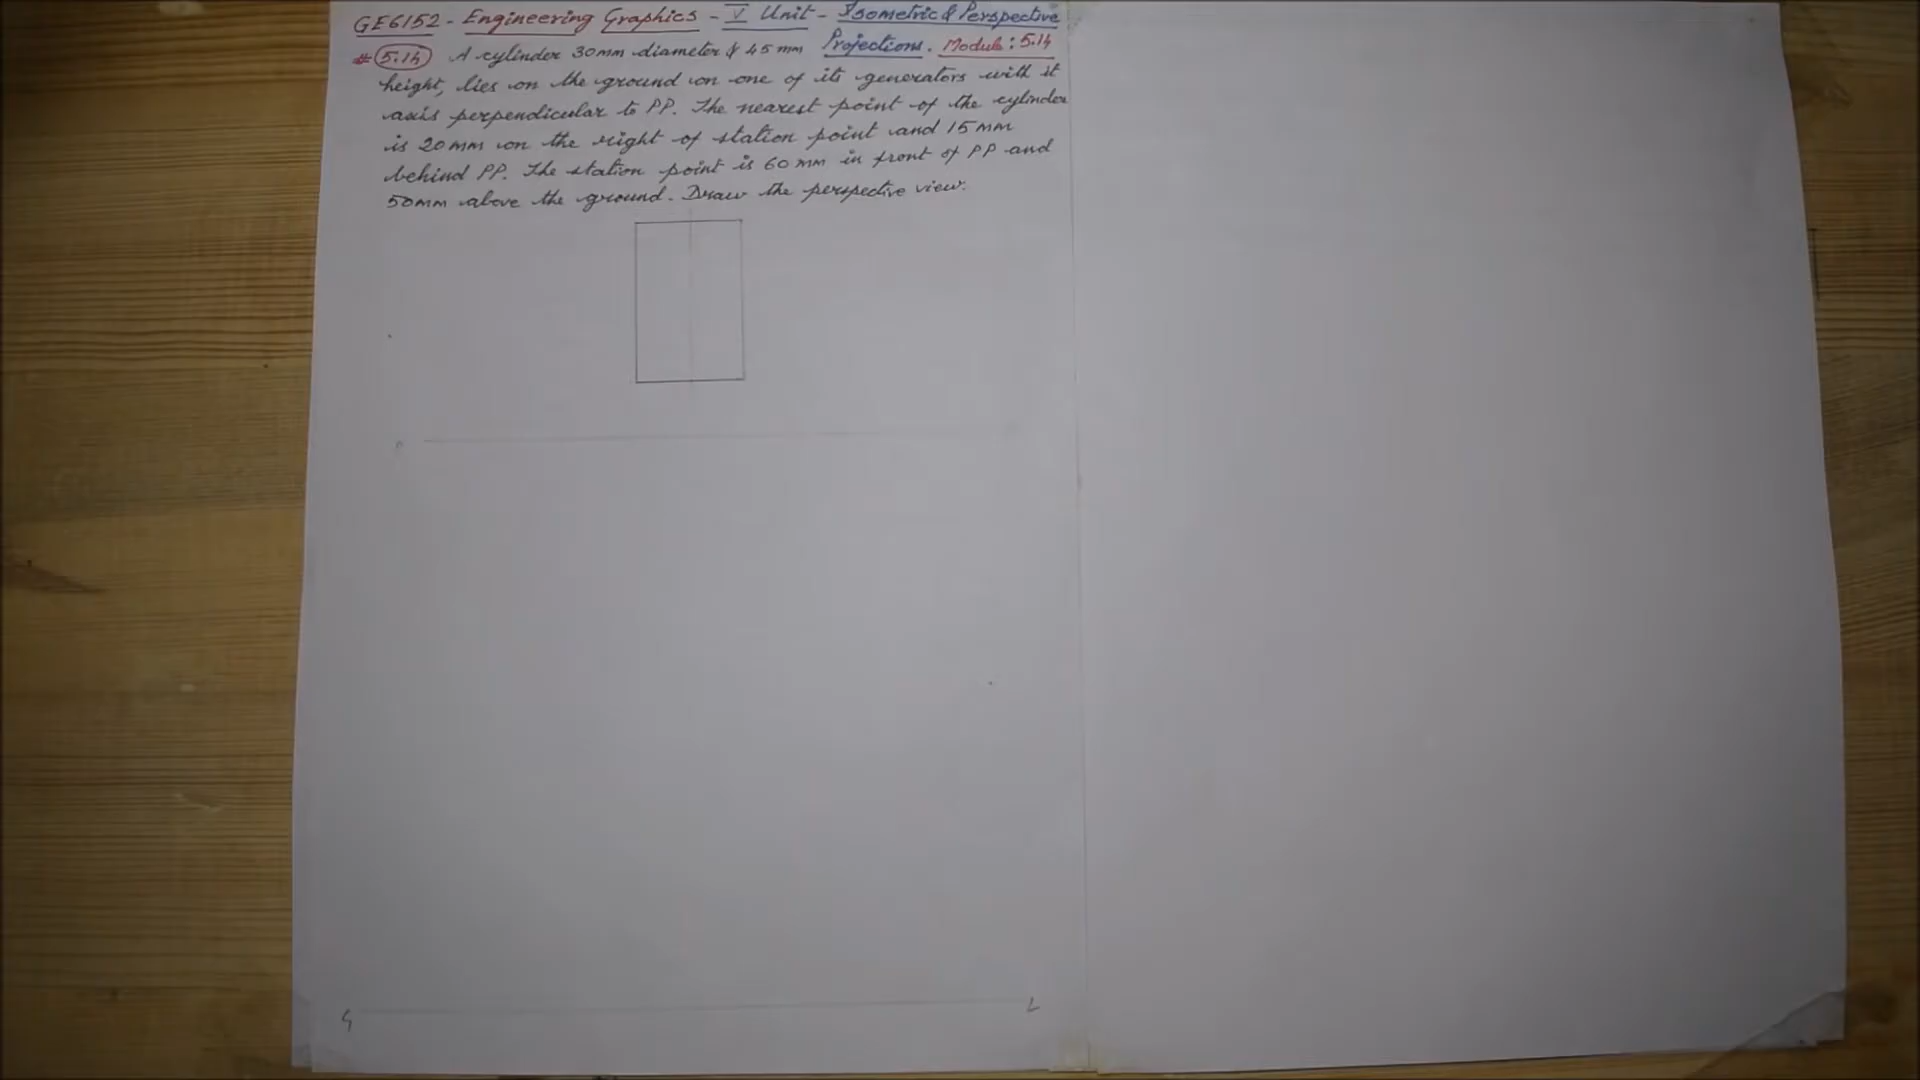 GE6152 - Engineering Graphics - V Unit - Isometric & Perspective
Projections. Module: 5.14
# 5.14 A cylinder 30mm diameter & 45 mm
height, lies on the ground on one of its generators with it
axis perpendicular to PP. The nearest point of the cylinder
is 20mm on the right of station point and 15mm
behind PP. The station point is 60mm in front of PP and
50mm above the ground. Draw the perspective view.
G L